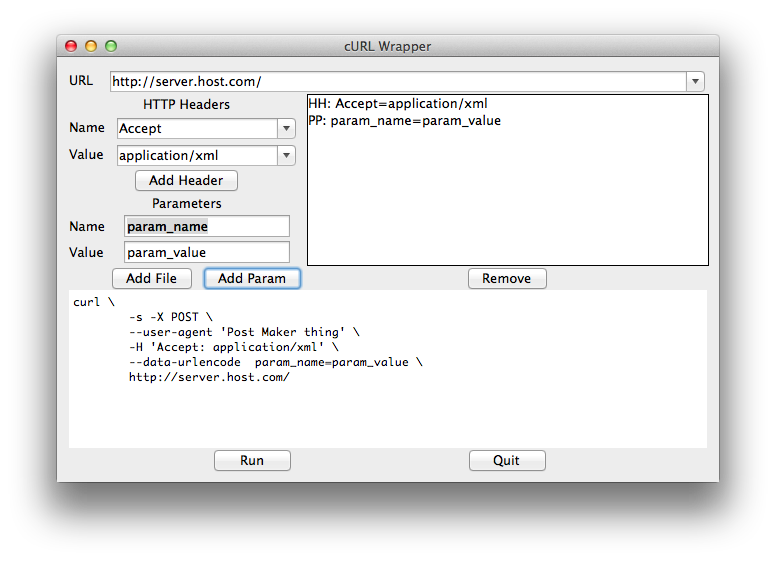 cURL Wrapper
URL http://server.host.com/
HTTP Headers
Name Accept
Value application/xml
Add Header
Parameters
Name param_name
Value param_value
Add File Add Param
HH: Accept=application/xml
PP: param_name=param_value
Remove
curl \
-s -X POST \
--user-agent 'Post Maker thing' \
-H 'Accept: application/xml' \
--data-urlencode  param_name=param_value \
http://server.host.com/
Run Quit